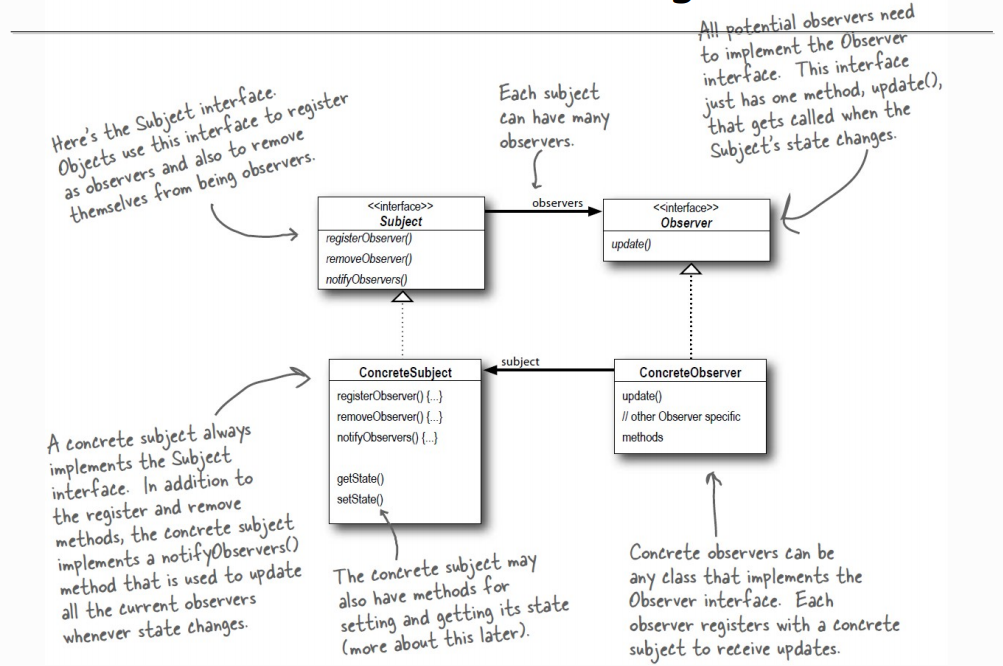 All potential observers need
to implement the Observer
interface. This interface
just has one method, update(),
that gets called when the
Subject's state changes.
Each subject
can have many
observers.
Here's the Subject interface.
Objects use this interface to register
as observers and also to remove
themselves from being observers.
<<interface>>
Subject
registerObserver()
removeObserver()
notifyObservers()
observers
<<interface>>
Observer
update()
ConcreteSubject
registerObserver() {...}
removeObserver() {...}
notifyObservers() {...}
getState()
setState()
subject
ConcreteObserver
update()
// other Observer specific
methods
A concrete subject always
implements the Subject
interface. In addition to
the register and remove
methods, the concrete subject
implements a notifyObservers()
method that is used to update
all the current observers
whenever state changes.
The concrete subject may
also have methods for
setting and getting its state
(more about this later).
Concrete observers can be
any class that implements the
Observer interface. Each
observer registers with a concrete
subject to receive updates.